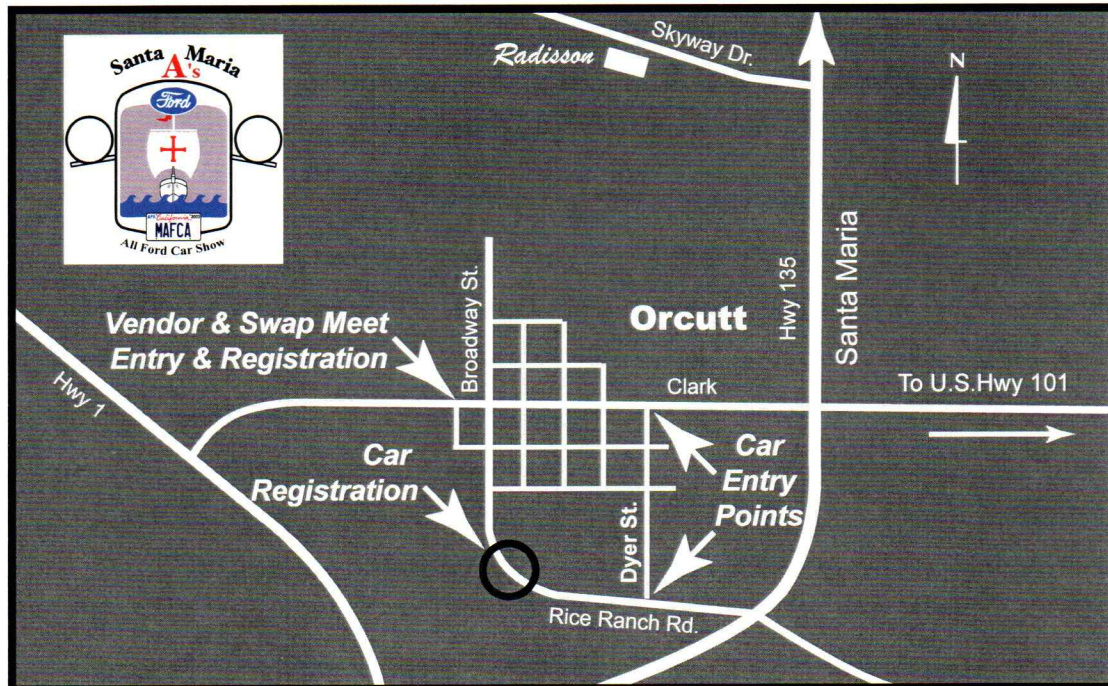 Santa Maria
A's
Ford
California
MAFCA
All Ford Car Show
Radisson
Skyway Dr.
N
Hwy 135
Santa Maria
Broadway St.
Orcutt
Vendor & Swap Meet
Entry & Registration
Clark
To U.S.Hwy 101
Hwy 1
Car
Registration
Car
Entry
Points
Dyer St.
Rice Ranch Rd.